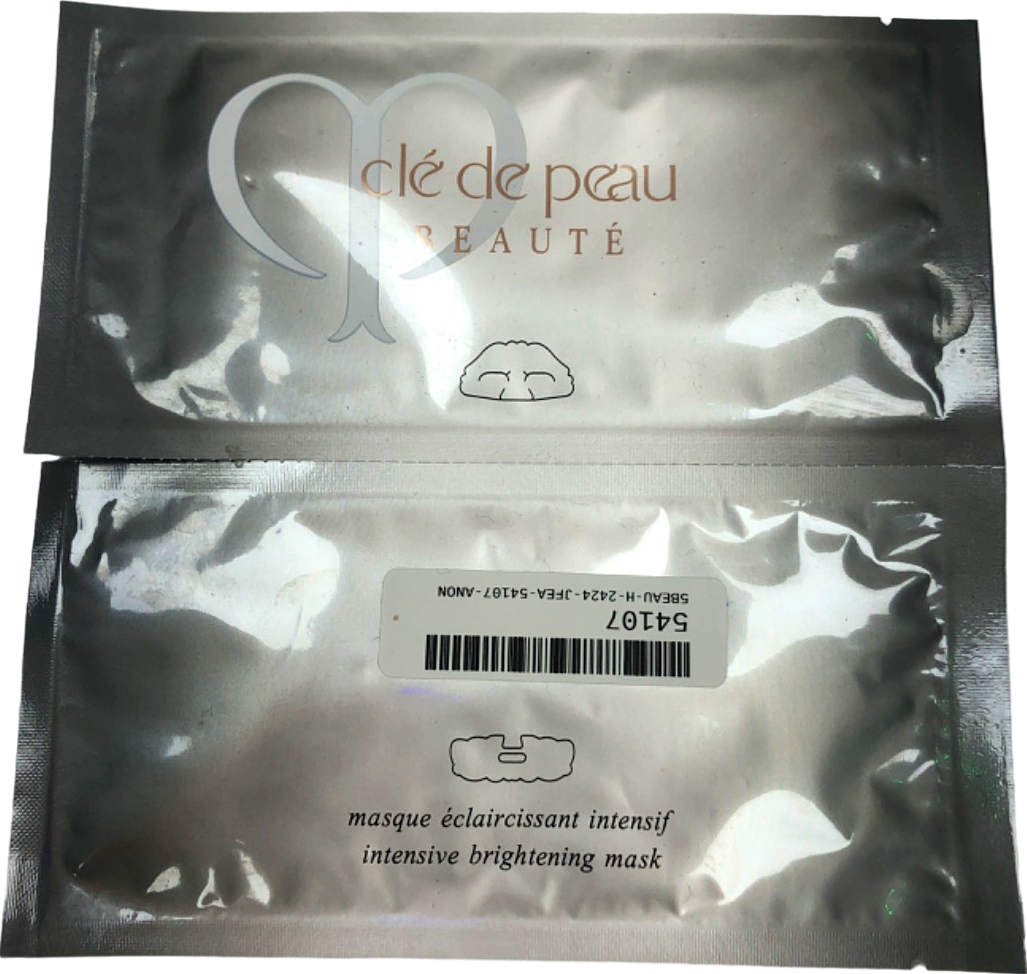 clé de peau
BEAUTÉ
54107
5BEAU-H-2424-JFEA-54107-ANON
masque éclaircissant intensif
intensive brightening mask